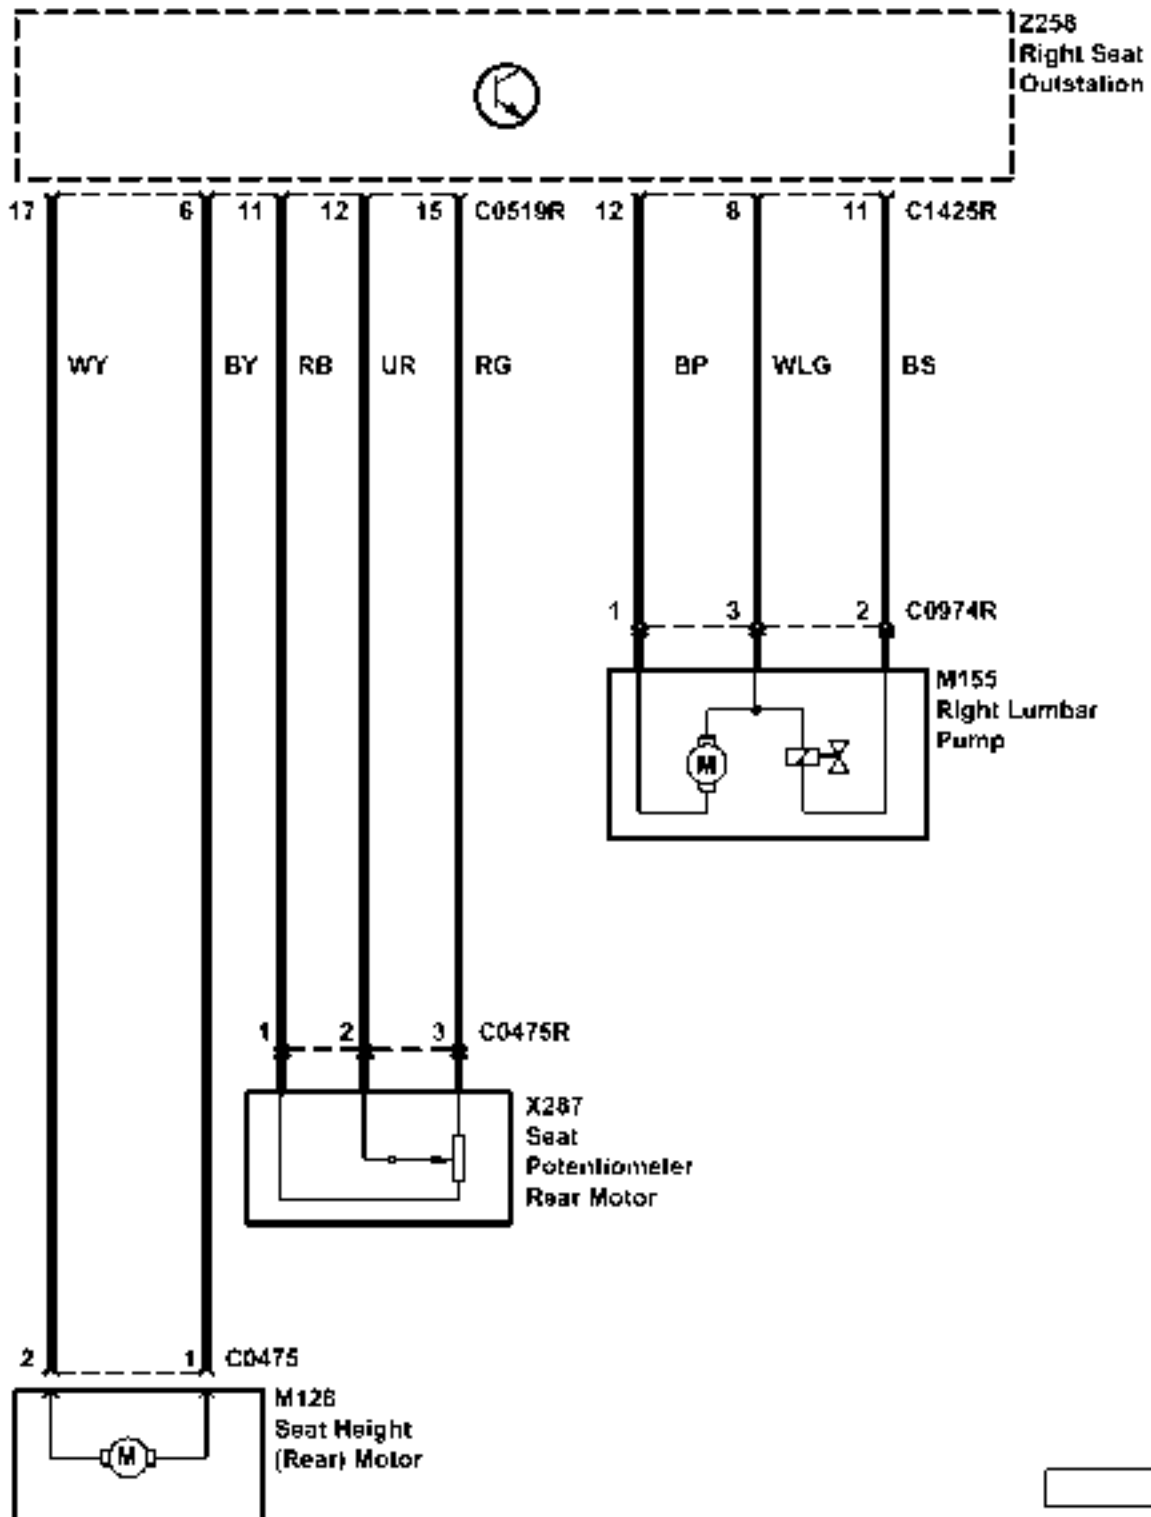 Z258
Right Seat
Outstation
17 6 11 12 15 C0519R 12 8 11 C1425R
WY BY RB UR RG BP WLG BS
1 3 2 C0974R
M155
Right Lumbar
Pump
M
1 2 3 C0475R
X287
Seat
Potentiometer
Rear Motor
2 1 C0475
M126
Seat Height
(Rear) Motor
M